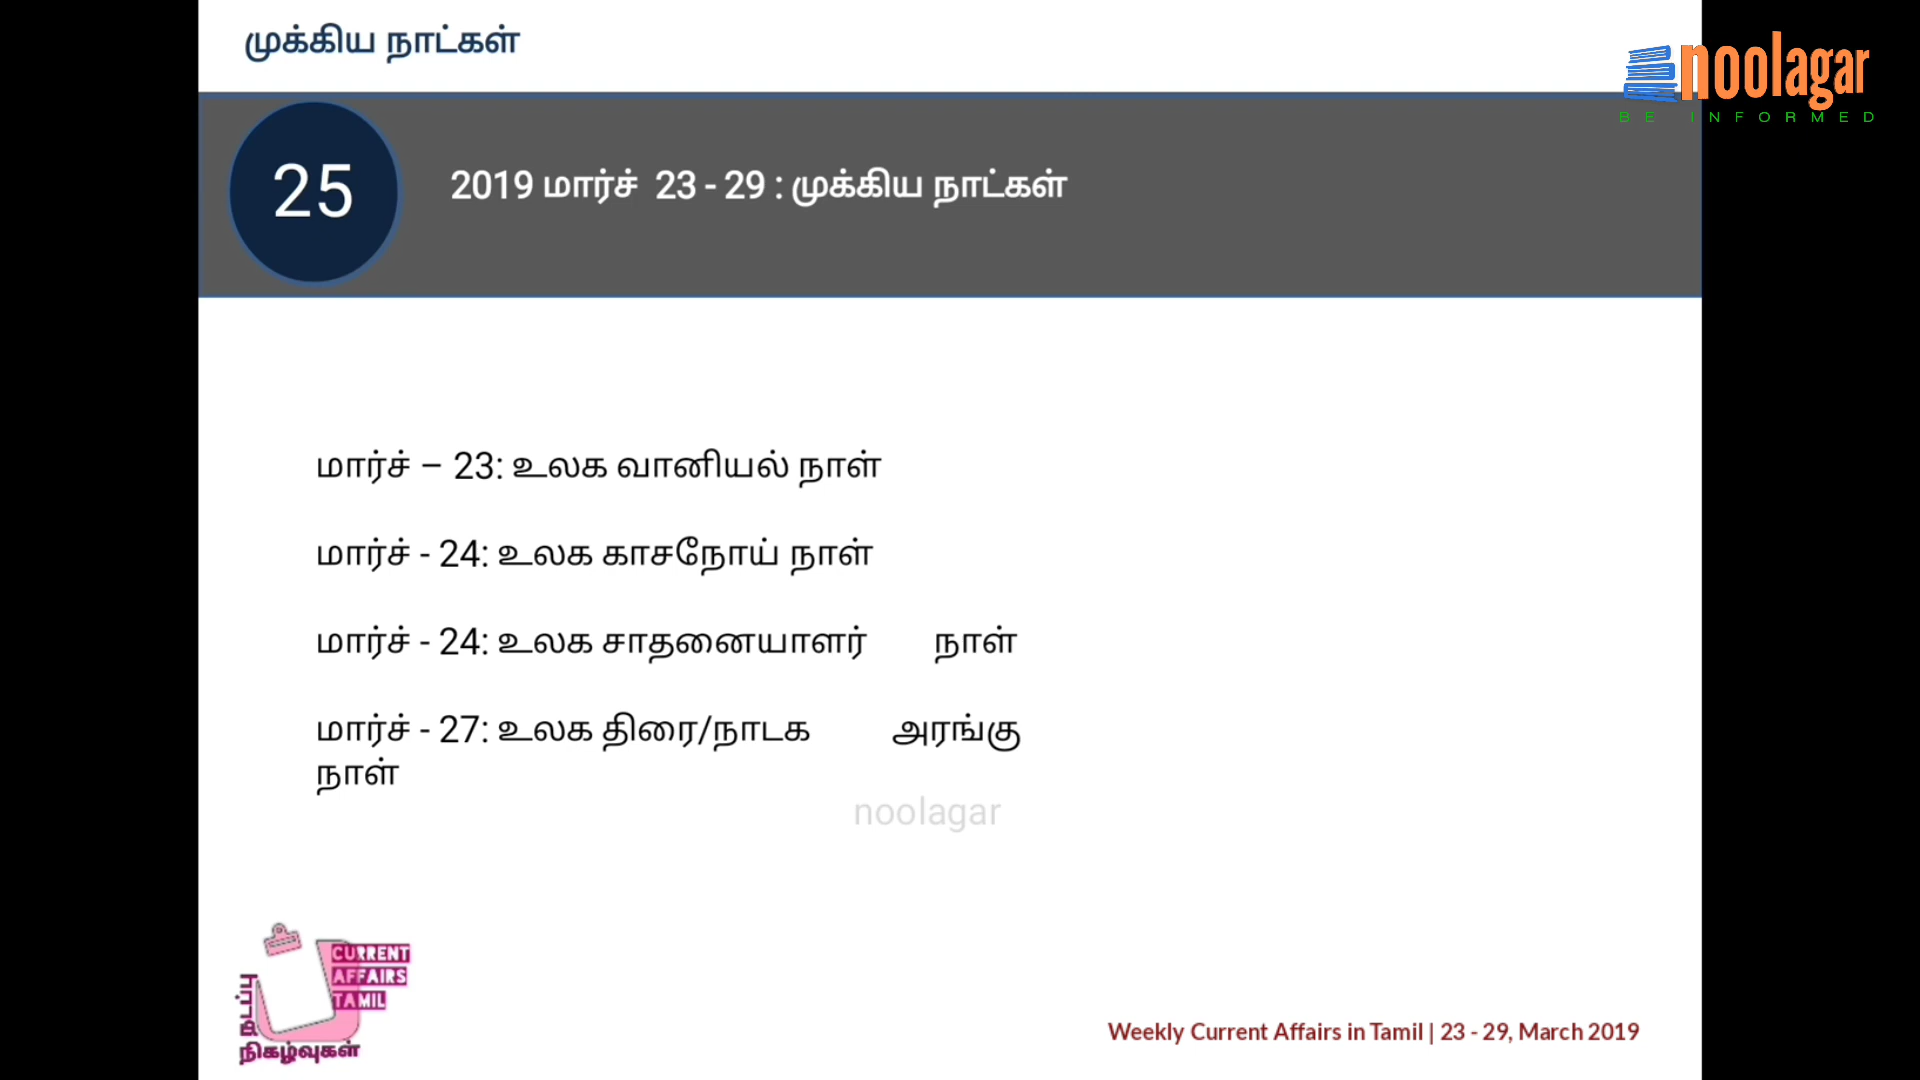 முக்கிய நாட்கள்
noolagar
BE INFORMED
25
2019 மார்ச் 23 - 29 : முக்கிய நாட்கள்
மார்ச் – 23: உலக வானியல் நாள்
மார்ச் - 24: உலக காசநோய் நாள்
மார்ச் - 24: உலக சாதனையாளர் நாள்
மார்ச் - 27: உலக திரை/நாடக அரங்கு
நாள்
noolagar
CURRENT
AFFAIRS
TAMIL
நடப்பு
நிகழ்வுகள்
Weekly Current Affairs in Tamil | 23 - 29, March 2019